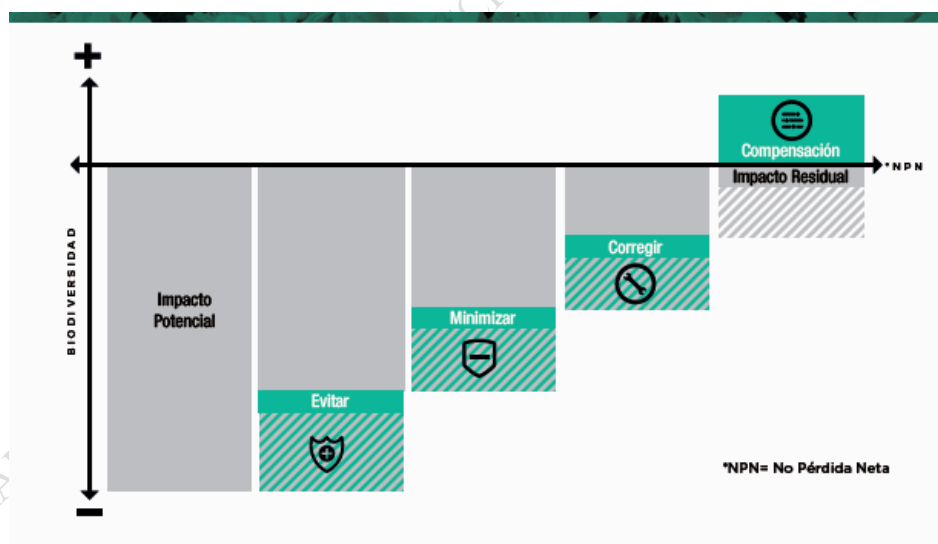 +
BIODIVERSIDAD
Impacto
Potencial
Evitar
Minimizar
Corregir
Compensación
Impacto Residual
*NPN
*NPN= No Pérdida Neta